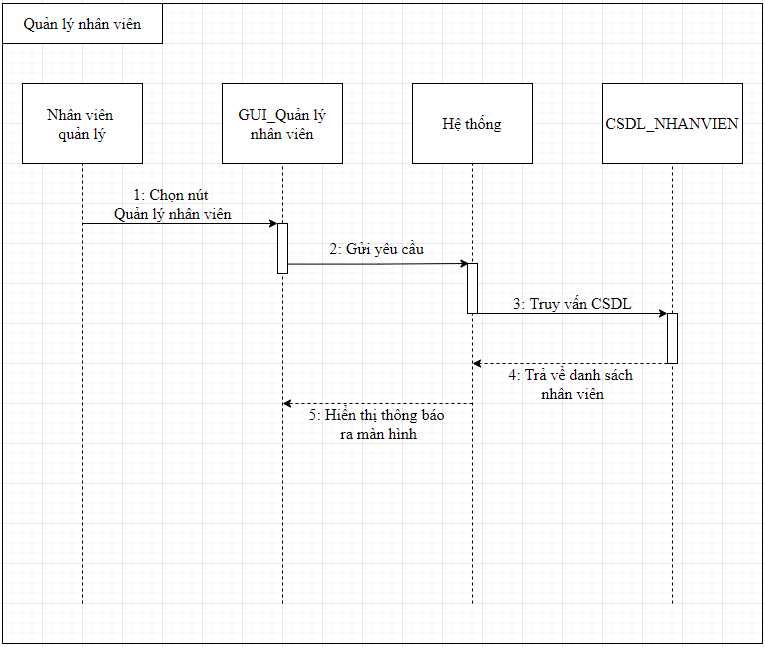 Quản lý nhân viên
Nhân viên
quản lý
GUI_Quản lý
nhân viên
Hệ thống
CSDL_NHANVIEN
1: Chọn nút
Quản lý nhân viên
2: Gửi yêu cầu
3: Truy vấn CSDL
4: Trả về danh sách
nhân viên
5: Hiển thị thông báo
ra màn hình